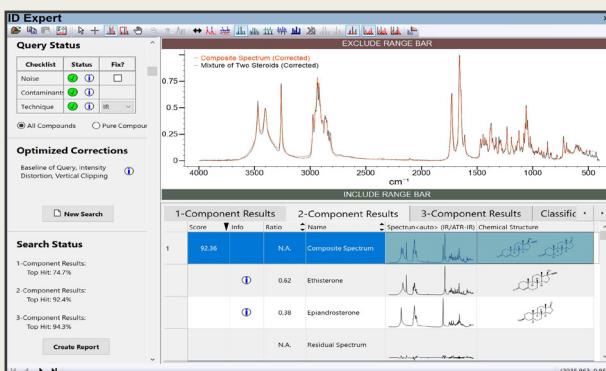 ID Expert
Query Status
Checklist Status Fix?
Noise
Contaminants
Technique IR
All Compounds Pure Compour
Optimized Corrections
Baseline of Query, Intensity
Distortion, Vertical Clipping
New Search
Search Status
1-Component Results:
Top Hit: 74.7%
2-Component Results:
Top Hit: 92.4%
3-Component Results:
Top Hit: 94.3%
Create Report
EXCLUDE RANGE BAR
Composite Spectrum (Corrected)
Mixture of Two Steroids (Corrected)
0.75
0.5
0.25
0
4000 3500 3000 2500 2000 1500 1000 500
cm⁻¹
INCLUDE RANGE BAR
1-Component Results 2-Component Results 3-Component Results Classific
Score Info Ratio Name Spectrum<auto> (IR/ATR-IR) Chemical Structure
1 92.36 N.A. Composite Spectrum
0.62 Ethisterone
0.38 Epiandrosterone
N.A. Residual Spectrum